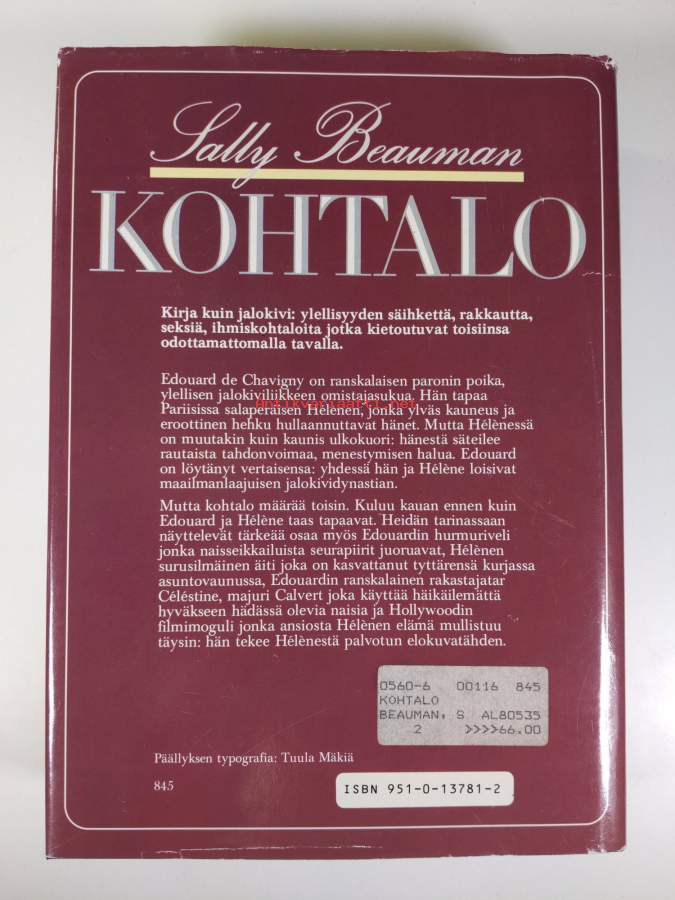 Sally Beauman
KOHTALO
Kirja kuin jalokivi: ylellisyyden säihkettä, rakkautta,
seksiä, ihmiskohtaloita jotka kietoutuvat toisiinsa
odottamattomalla tavalla.
Edouard de Chavigny on ranskalaisen paronin poika,
ylellisen jalokiviliikkeen omistajasukua. Hän tapaa
antikvariaatti.net
Pariisissa salaperäisen Hélènen, jonka ylväs kauneus ja
eroottinen hehku hullaannuttavat hänet. Mutta Hélènessä
on muutakin kuin kaunis ulkokuori: hänestä säteilee
rautaista tahdonvoimaa, menestymisen halua. Edouard
on löytänyt vertaisensa: yhdessä hän ja Hélène loisivat
maailmanlaajuisen jalokividynastian.
Mutta kohtalo määrää toisin. Kuluu kauan ennen kuin
Edouard ja Hélène taas tapaavat. Heidän tarinassaan
näyttelevät tärkeää osaa myös Edouardin hurmuriveli
jonka naisseikkailuista seurapiirit juoruavat, Hélènen
surusilmäinen äiti joka on kasvattanut tyttärensä kurjassa
asuntovaunussa, Edouardin ranskalainen rakastajatar
Céléstine, majuri Calvert joka käyttää häikäilemättä
hyväkseen hädässä olevia naisia ja Hollywoodin
filmimoguli jonka ansiosta Hélènen elämä mullistuu
täysin: hän tekee Hélènestä palvotun elokuvatähden.
0560-6 00116 845
KOHTALO
BEAUMAN, S AL80535
2 >>>>66.00
Päällyksen typografia: Tuula Mäkiä
845
ISBN 951-0-13781-2